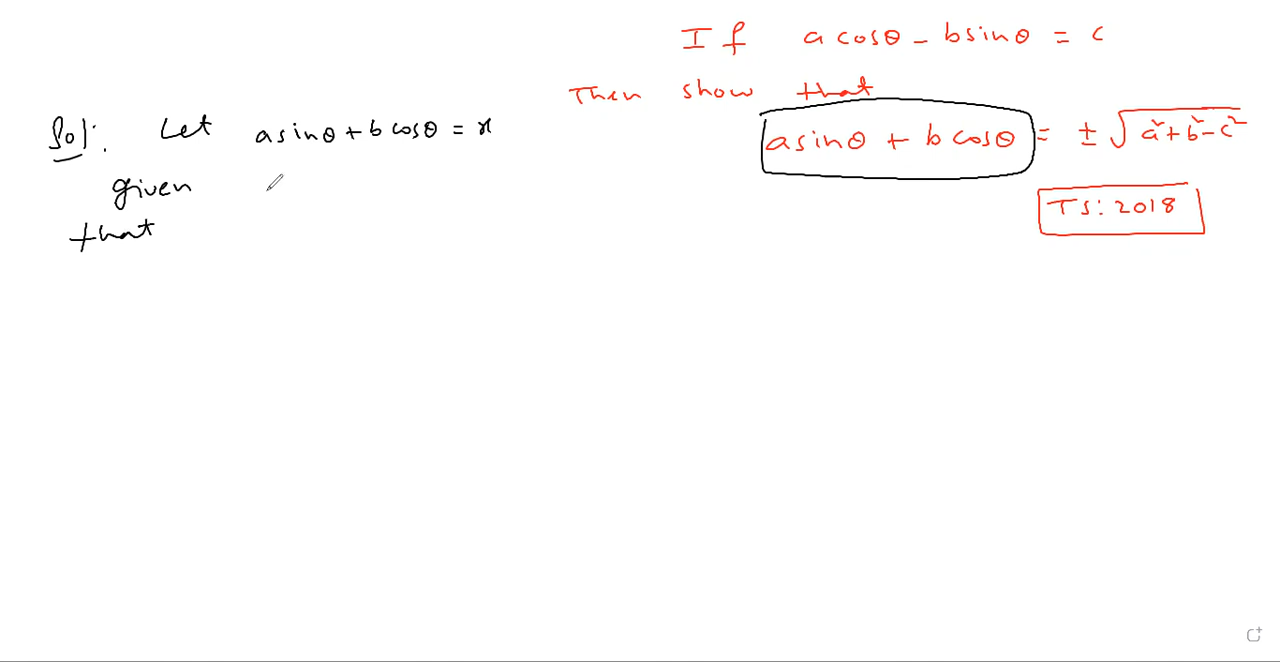 If a cosθ - b sinθ = c
Then show that
a sinθ + b cosθ = ± √a²+b²-c²
TS: 2018
Sol: Let a sinθ + b cosθ = x
given
that